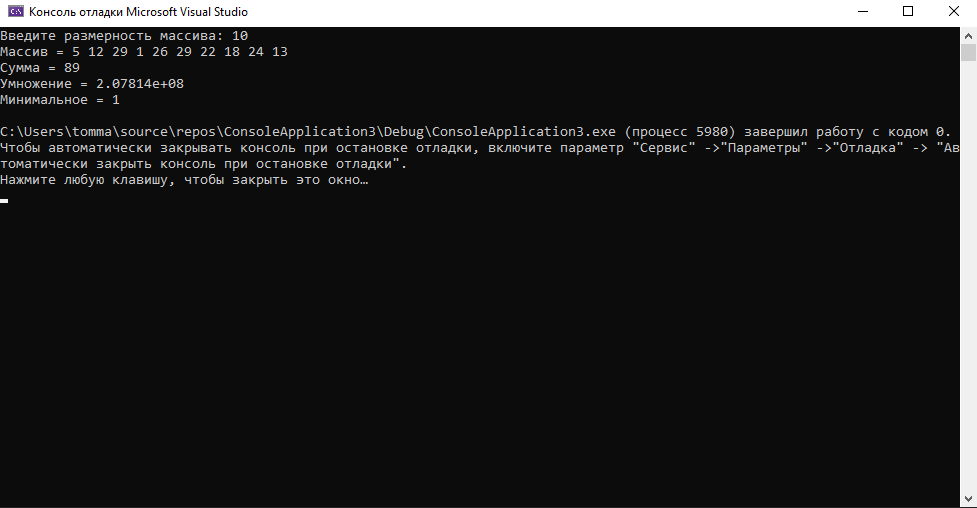 Консоль отладки Microsoft Visual Studio
Введите размерность массива: 10
Массив = 5 12 29 1 26 29 22 18 24 13
Сумма = 89
Умножение = 2.07814e+08
Минимальное = 1
C:\Users\tomma\source\repos\ConsoleApplication3\Debug\ConsoleApplication3.exe (процесс 5980) завершил работу с кодом 0.
Чтобы автоматически закрывать консоль при остановке отладки, включите параметр "Сервис" ->"Параметры" ->"Отладка" -> "Ав
томатически закрыть консоль при остановке отладки".
Нажмите любую клавишу, чтобы закрыть это окно…